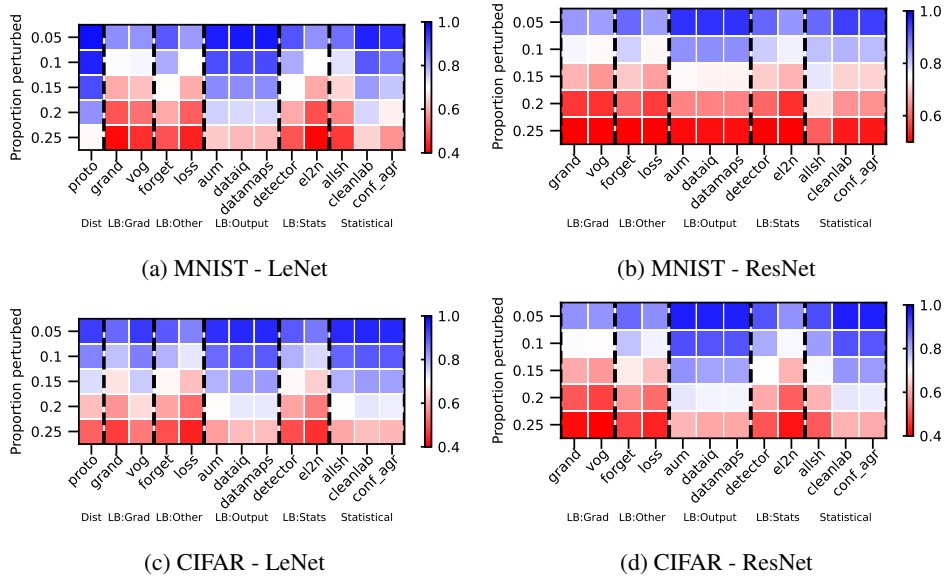 Proportion perturbed
0.05
0.1
0.15
0.2
0.25
1.0
0.8
0.6
0.4
proto
grand
vog
forget
loss
aum
dataiq
datamaps
detector
el2n
allsh
cleanlab
conf_agr
Dist LB:Grad LB:Other LB:Output LB:Stats Statistical
(a) MNIST - LeNet
Proportion perturbed
0.05
0.1
0.15
0.2
0.25
1.0
0.8
0.6
grand
vog
forget
loss
aum
dataiq
datamaps
detector
el2n
allsh
cleanlab
conf_agr
LB:Grad LB:Other LB:Output LB:Stats Statistical
(b) MNIST - ResNet
Proportion perturbed
0.05
0.1
0.15
0.2
0.25
1.0
0.8
0.6
0.4
proto
grand
vog
forget
loss
aum
dataiq
datamaps
detector
el2n
allsh
cleanlab
conf_agr
Dist LB:Grad LB:Other LB:Output LB:Stats Statistical
(c) CIFAR - LeNet
Proportion perturbed
0.05
0.1
0.15
0.2
0.25
1.0
0.8
0.6
0.4
grand
vog
forget
loss
aum
dataiq
datamaps
detector
el2n
allsh
cleanlab
conf_agr
LB:Grad LB:Other LB:Output LB:Stats Statistical
(d) CIFAR - ResNet